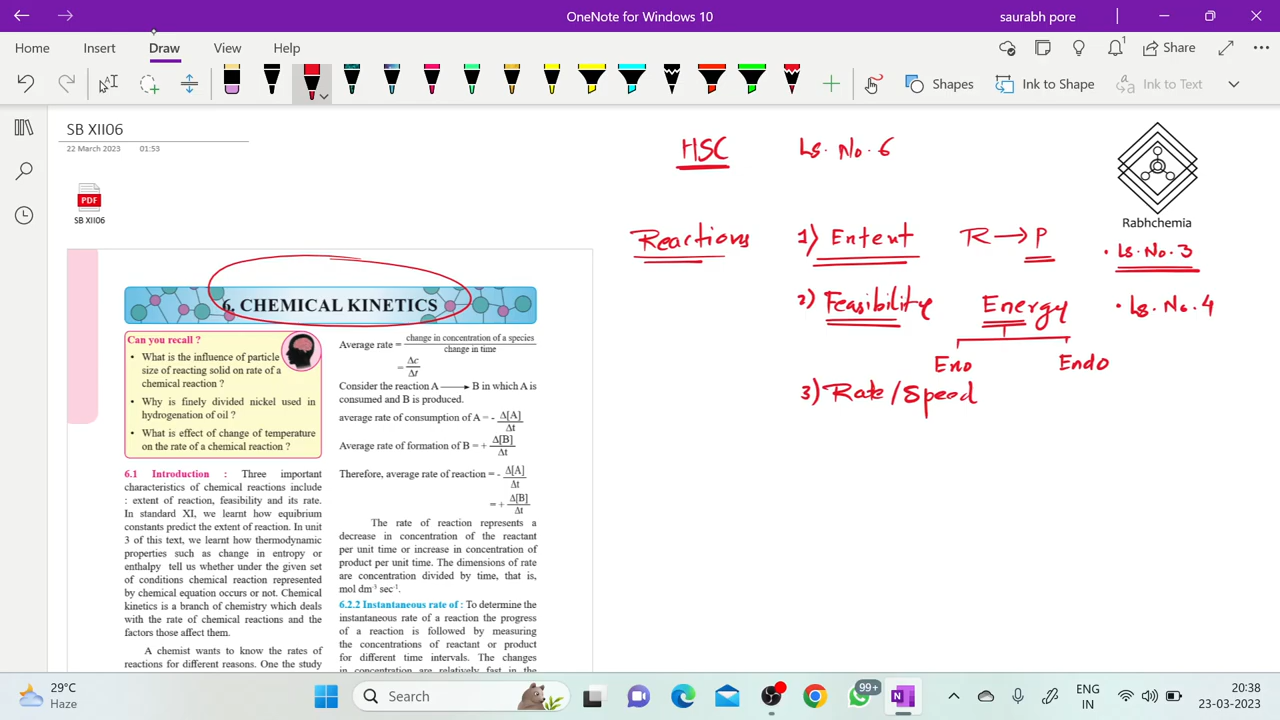 OneNote for Windows 10
saurabh pore
Home Insert Draw View Help
Share
Shapes
Ink to Shape
Ink to Text
SB XII06
22 March 2023 01:53
PDF
SB XII06
6. CHEMICAL KINETICS
Can you recall ?
• What is the influence of particle
size of reacting solid on rate of a
chemical reaction ?
• Why is finely divided nickel used in
hydrogenation of oil ?
• What is effect of change of temperature
on the rate of a chemical reaction ?
6.1 Introduction : Three important
characteristics of chemical reactions include
: extent of reaction, feasibility and its rate.
In standard XI, we learnt how equibrium
constants predict the extent of reaction. In unit
3 of this text, we learnt how thermodynamic
properties such as change in entropy or
enthalpy tell us whether under the given set
of conditions chemical reaction represented
by chemical equation occurs or not. Chemical
kinetics is a branch of chemistry which deals
with the rate of chemical reactions and the
factors those affect them.
A chemist wants to know the rates of
reactions for different reasons. One the study
Average rate = change in concentration of a species / change in time
= Δc/Δt
Consider the reaction A ⟶ B in which A is
consumed and B is produced.
average rate of consumption of A = - Δ[A]/Δt
Average rate of formation of B = + Δ[B]/Δt
Therefore, average rate of reaction = - Δ[A]/Δt
= + Δ[B]/Δt
The rate of reaction represents a
decrease in concentration of the reactant
per unit time or increase in concentration of
product per unit time. The dimensions of rate
are concentration divided by time, that is,
mol dm⁻³ sec⁻¹.
6.2.2 Instantaneous rate of : To determine the
instantaneous rate of a reaction the progress
of a reaction is followed by measuring
the concentrations of reactant or product
for different time intervals. The changes
in concentration are relatively fast in the
HSC Ls. No. 6
Rabhchemia
Reactions 1) Entent R → P • Ls. No. 3
2) Feasibility Energy • Ls. No. 4
Eno Endo
3) Rate/Speed
29°C
Haze
Search
99+
ENG
IN
20:38
23-03-2023